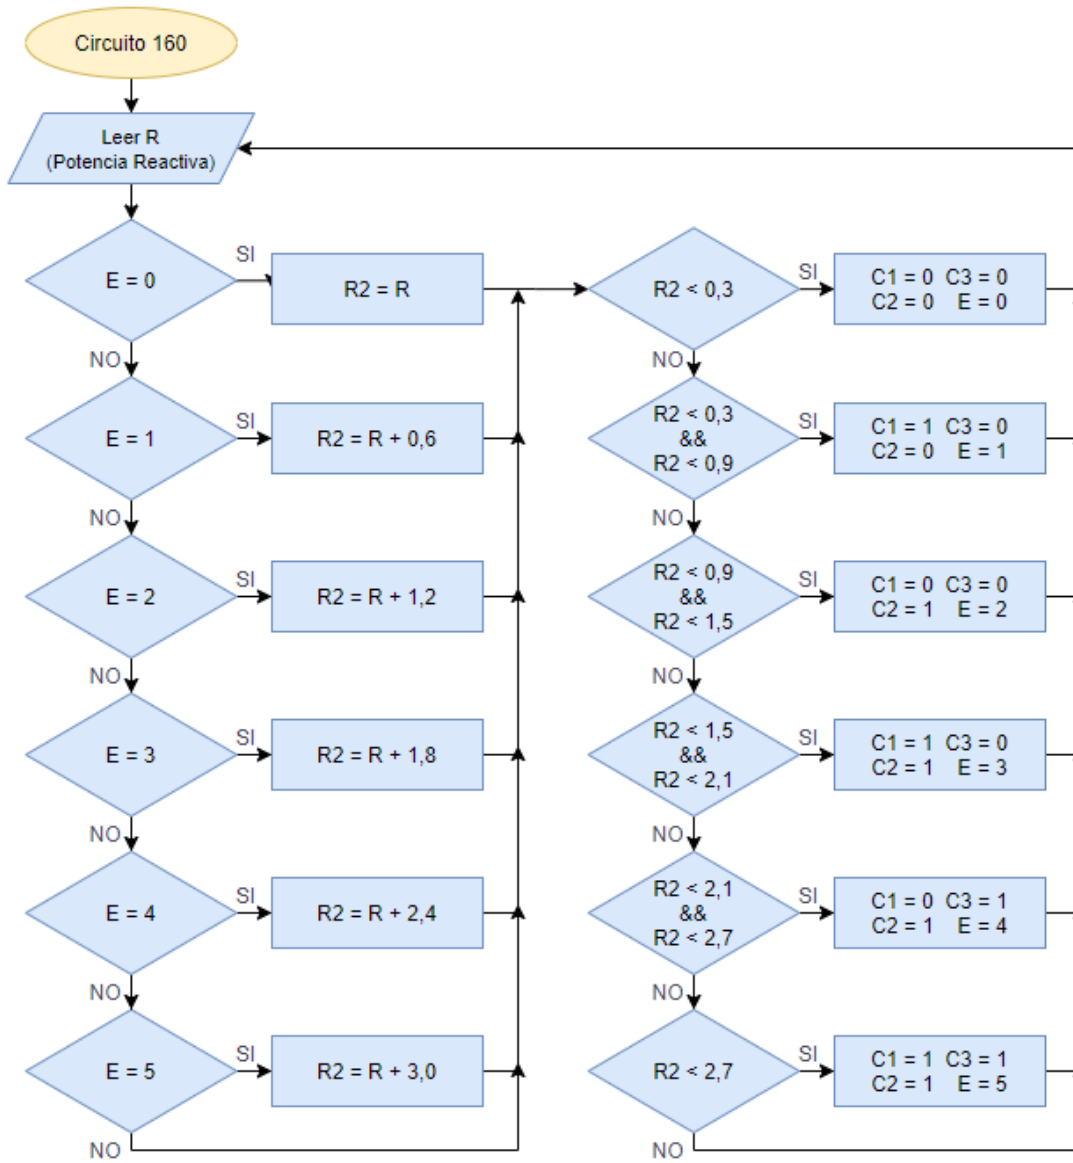 Circuito 160
Leer R
(Potencia Reactiva)
E = 0
SI
R2 = R
NO
E = 1
SI
R2 = R + 0,6
NO
E = 2
SI
R2 = R + 1,2
NO
E = 3
SI
R2 = R + 1,8
NO
E = 4
SI
R2 = R + 2,4
NO
E = 5
SI
R2 = R + 3,0
NO
R2 < 0,3
SI
C1 = 0 C3 = 0
C2 = 0 E = 0
NO
R2 < 0,3
&&
R2 < 0,9
SI
C1 = 1 C3 = 0
C2 = 0 E = 1
NO
R2 < 0,9
&&
R2 < 1,5
SI
C1 = 0 C3 = 0
C2 = 1 E = 2
NO
R2 < 1,5
&&
R2 < 2,1
SI
C1 = 1 C3 = 0
C2 = 1 E = 3
NO
R2 < 2,1
&&
R2 < 2,7
SI
C1 = 0 C3 = 1
C2 = 1 E = 4
NO
R2 < 2,7
SI
C1 = 1 C3 = 1
C2 = 1 E = 5
NO